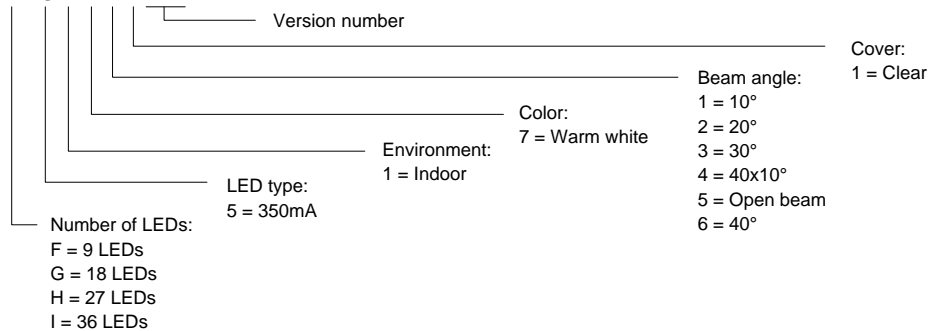 Version number
Cover:
1 = Clear
Beam angle:
1 = 10°
2 = 20°
3 = 30°
4 = 40x10°
5 = Open beam
6 = 40°
Color:
7 = Warm white
Environment:
1 = Indoor
LED type:
5 = 350mA
Number of LEDs:
F = 9 LEDs
G = 18 LEDs
H = 27 LEDs
I = 36 LEDs